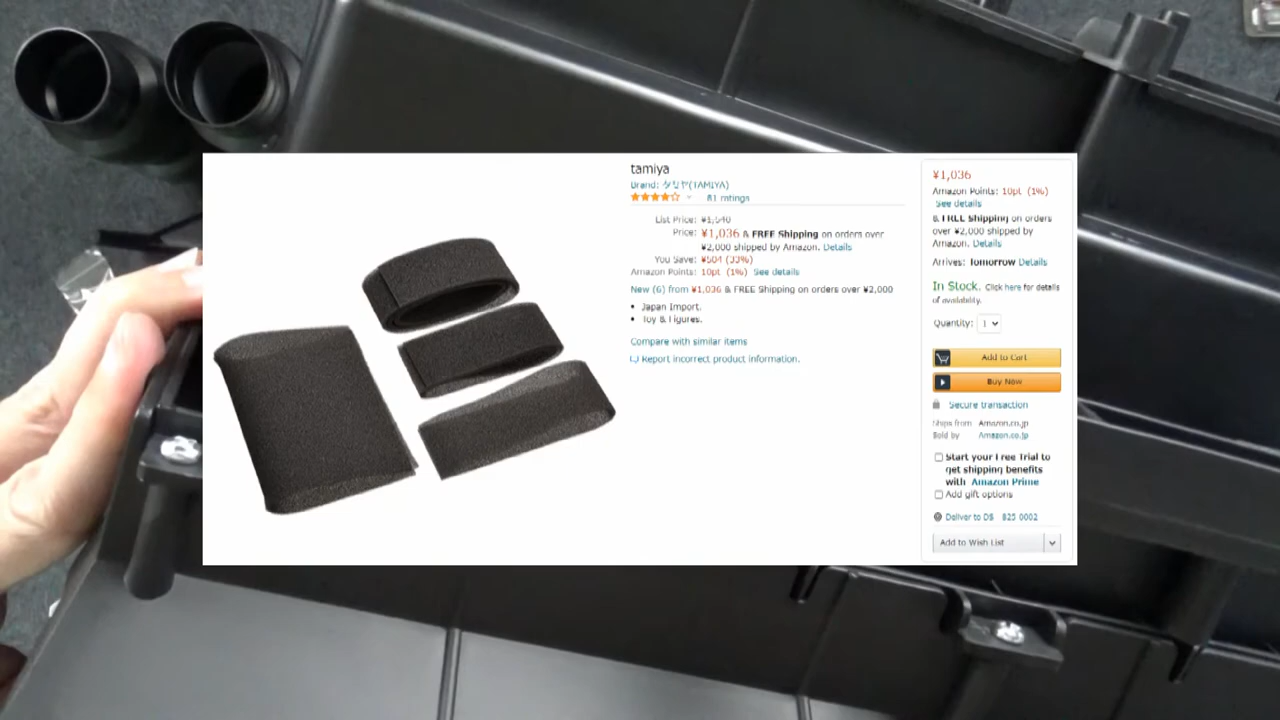 tamiya
Brand: タミヤ(TAMIYA)
81 ratings
List Price: ¥1,540
Price: ¥1,036 & FREE Shipping on orders over
¥2,000 shipped by Amazon. Details
You Save: ¥504 (33%)
Amazon Points: 10pt (1%) See details
New (6) from ¥1,036 & FREE Shipping on orders over ¥2,000
Japan Import.
Toy & Figures.
Compare with similar items
Report incorrect product information.
¥1,036
Amazon Points: 10pt (1%)
See details
& FREE Shipping on orders
over ¥2,000 shipped by
Amazon. Details
Arrives: Tomorrow Details
In Stock. Click here for details
of availability.
Quantity: 1
Add to Cart
Buy Now
Secure transaction
Ships from Amazon.co.jp
Sold by Amazon.co.jp
Start your Free Trial to
get shipping benefits
with Amazon Prime
Add gift options
Deliver to DS 825 0002
Add to Wish List